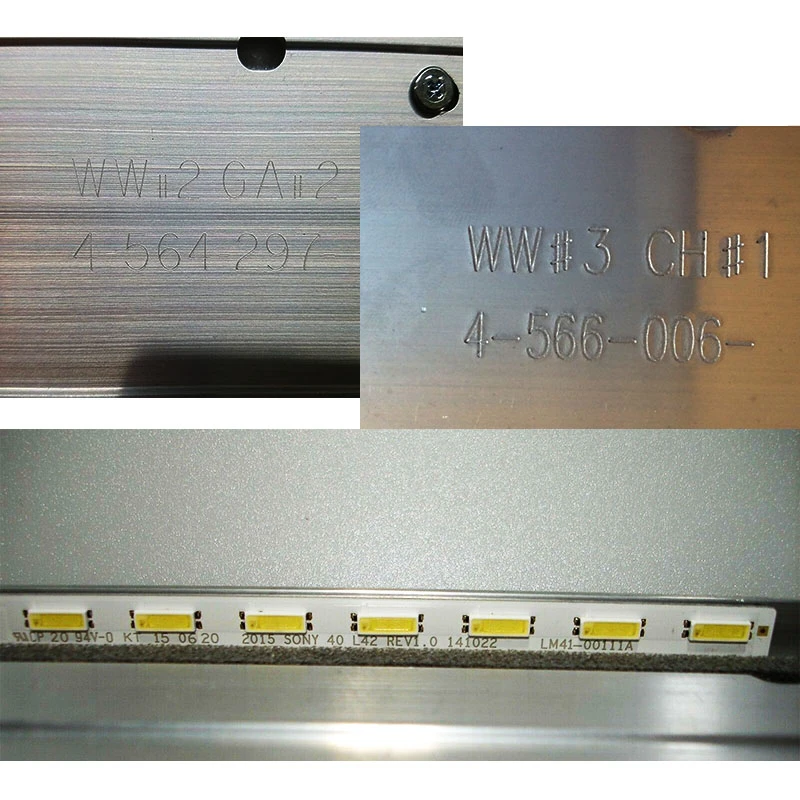 WW#2 GA#2
4-564 297
WW#3 CH#1
4-566-006-
CP 20 94V-0 KT 15 06 20 2015 SONY 40 L42 REV1.0 141022 LM41-00111A